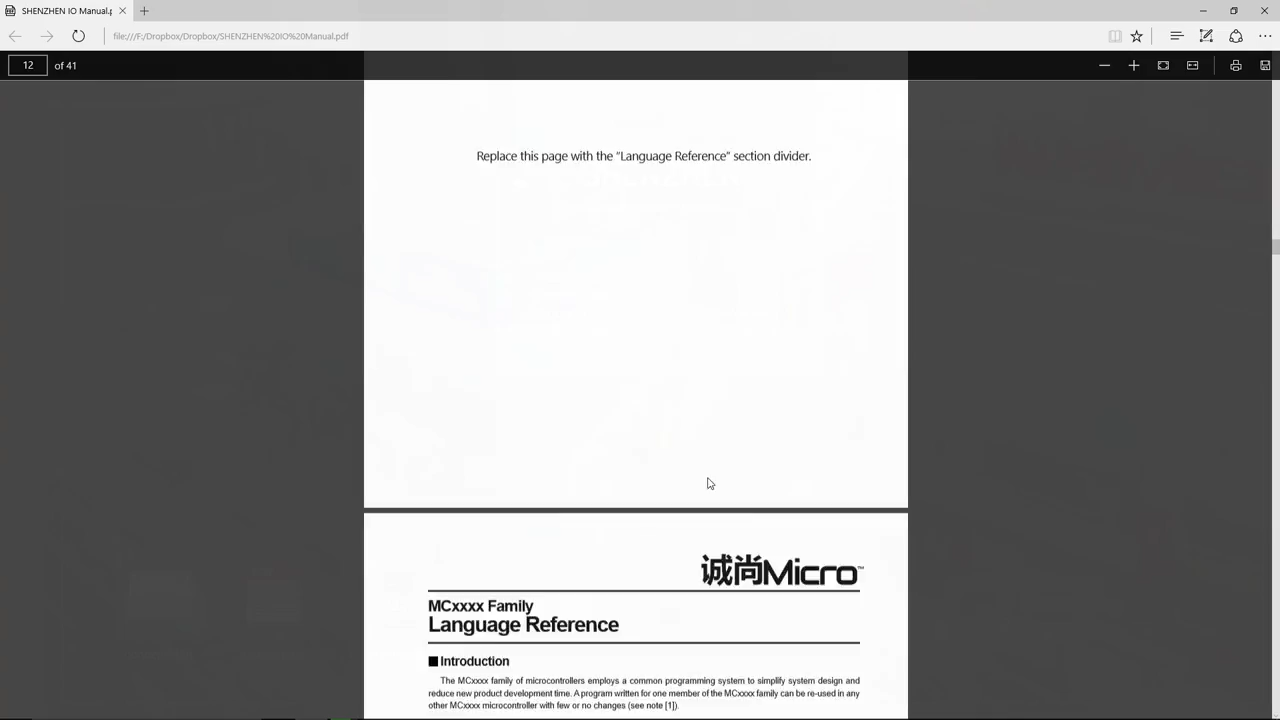 SHENZHEN IO Manual.p
file:///F:/Dropbox/Dropbox/SHENZHEN%20IO%20Manual.pdf
12 of 41
Replace this page with the “Language Reference” section divider.
诚尚Micro™
MCxxxx Family
Language Reference
Introduction
The MCxxxx family of microcontrollers employs a common programming system to simplify system design and
reduce new product development time. A program written for one member of the MCxxxx family can be re-used in any
other MCxxxx microcontroller with few or no changes (see note [1]).